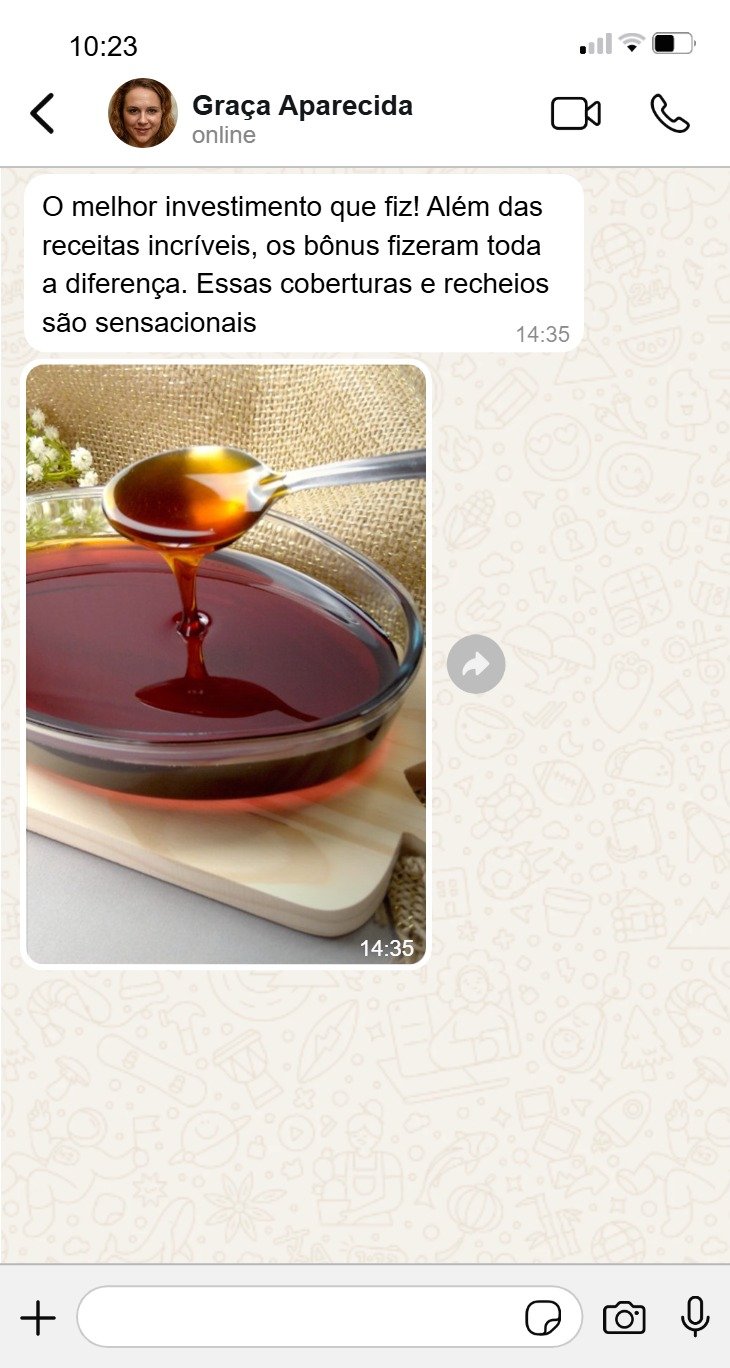 10:23
Graça Aparecida
online
O melhor investimento que fiz! Além das
receitas incríveis, os bônus fizeram toda
a diferença. Essas coberturas e recheios
são sensacionais
14:35
14:35